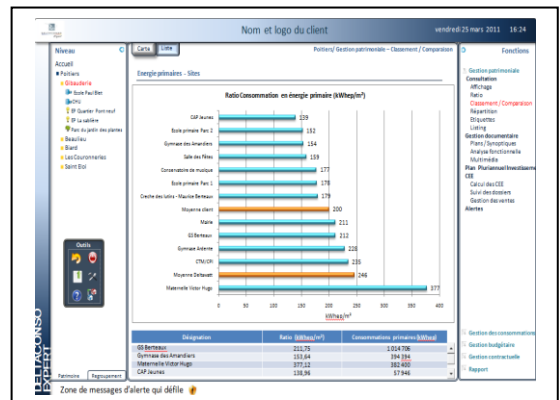 Nom et logo du client
vendredi 25 mars 2011 16:24
Niveau
Accueil
Poitiers
Gibauderie
Ecole Paul Blet
CHU
EP Quartier Pont neuf
EP La sablière
Parc du jardin des plantes
Beaulieu
Biard
Les Couronneries
Saint Eloi
Outils
DELTACONSO
EXPERT
Patrimoine Regroupement
Carte Liste
Poitiers/ Gestion patrimoniale – Classement / Comparaison
Energie primaires - Sites
Ratio Consommation en énergie primaire (kWhep/m²)
CAP Jeunes 139
Ecole primaire Parc 2 152
Gymnase des Amandiers 154
Salle des Fêtes 159
Conservatoire de musique 177
Ecole primaire Parc 1 178
Creche des lutins - Maurice Berteaux 179
Moyenne client 200
Mairie 211
GS Berteaux 212
Gymnase Ardente 228
CTM/CPI 235
Moyenne Deltawatt 246
Maternelle Victor Hugo 377
0 50 100 150 200 250 300 350 400
kWhep/m²
Désignation Ratio (kWhep/m²) Consommations primaires (kWhep)
GS Berteaux 211,75 1 014 706
Gymnase des Amandiers 153,64 394 394
Maternelle Victor Hugo 377,12 382 400
CAP Jeunes 138,96 57 946
Fonctions
Gestion patrimoniale
Consultation
Affichage
Ratio
Classement / Comparaison
Répartition
Etiquettes
Listing
Gestion documentaire
Plans / Synoptiques
Analyse fonctionnelle
Multimédia
Plan Pluriannuel Investisseme
CEE
Calcul des CEE
Suivi des dossiers
Gestion des ventes
Alertes
Gestion des consommations
Gestion budgétaire
Gestion contractuelle
Rapport
Zone de messages d'alerte qui défile